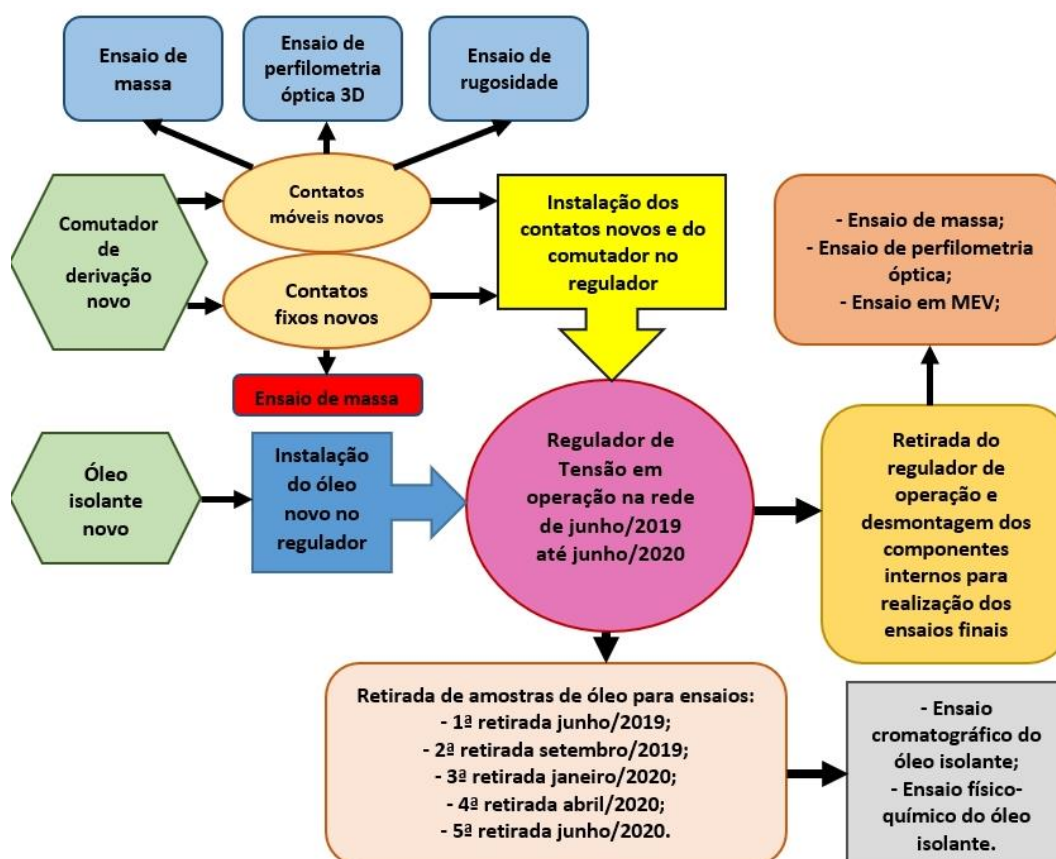 Ensaio de
massa
Ensaio de
perfilometria
óptica 3D
Ensaio de
rugosidade
Comutador
de
derivação
novo
Contatos
móveis novos
Contatos
fixos novos
Ensaio de massa
Instalação dos
contatos novos e do
comutador no
regulador
- Ensaio de massa;
- Ensaio de perfilometria
óptica;
- Ensaio em MEV;
Óleo
isolante
novo
Instalação
do óleo
novo no
regulador
Regulador de
Tensão em
operação na rede
de junho/2019
até junho/2020
Retirada do
regulador de
operação e
desmontagem dos
componentes
internos para
realização dos
ensaios finais
Retirada de amostras de óleo para ensaios:
- 1ª retirada junho/2019;
- 2ª retirada setembro/2019;
- 3ª retirada janeiro/2020;
- 4ª retirada abril/2020;
- 5ª retirada junho/2020.
- Ensaio
cromatográfico do
óleo isolante;
- Ensaio físico-
químico do óleo
isolante.